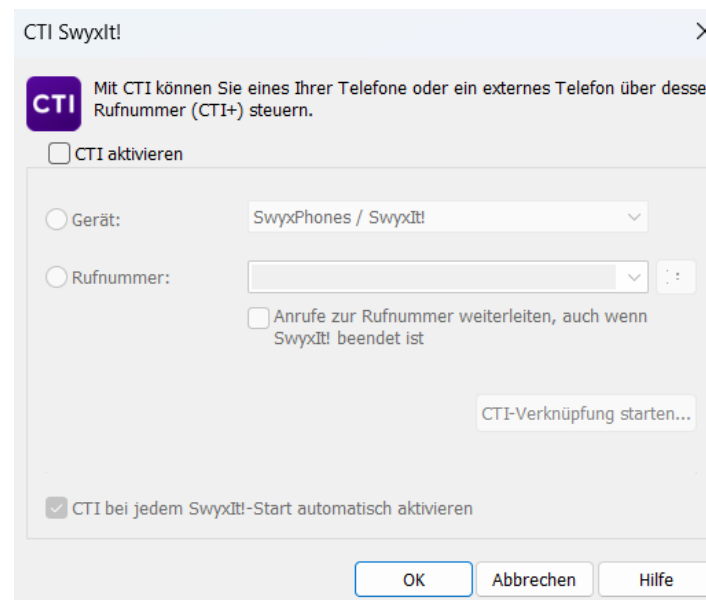 CTI SwyxIt!
CTI
Mit CTI können Sie eines Ihrer Telefone oder ein externes Telefon über desse
Rufnummer (CTI+) steuern.
CTI aktivieren
Gerät:
SwyxPhones / SwyxIt!
Rufnummer:
Anrufe zur Rufnummer weiterleiten, auch wenn
SwyxIt! beendet ist
CTI-Verknüpfung starten...
CTI bei jedem SwyxIt!-Start automatisch aktivieren
OK
Abbrechen
Hilfe